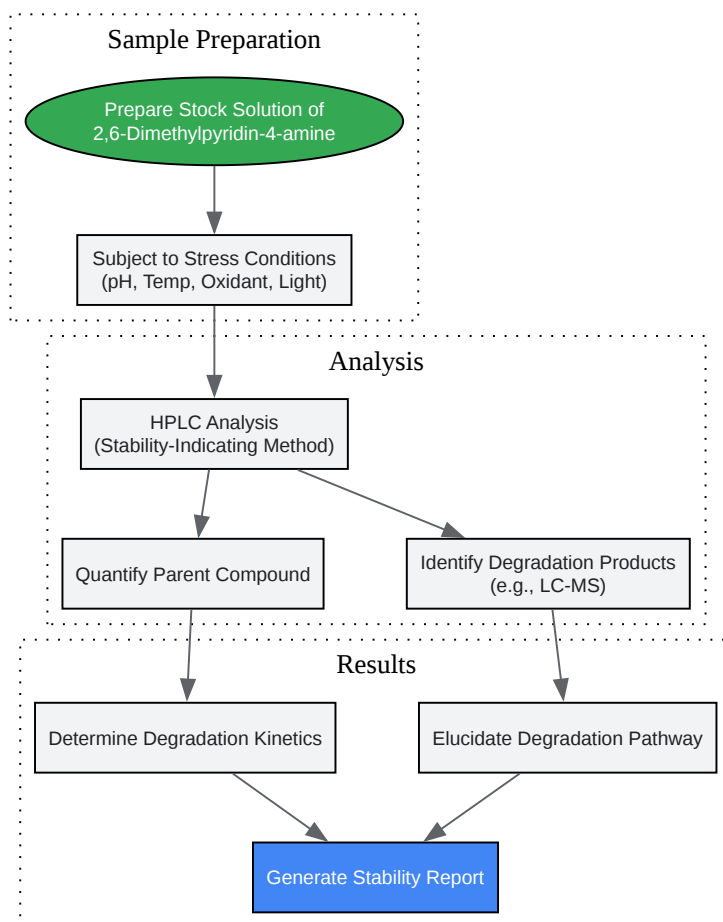 Sample Preparation
Prepare Stock Solution of
2,6-Dimethylpyridin-4-amine
Subject to Stress Conditions
(pH, Temp, Oxidant, Light)
Analysis
HPLC Analysis
(Stability-Indicating Method)
Quantify Parent Compound
Identify Degradation Products
(e.g., LC-MS)
Results
Determine Degradation Kinetics
Elucidate Degradation Pathway
Generate Stability Report